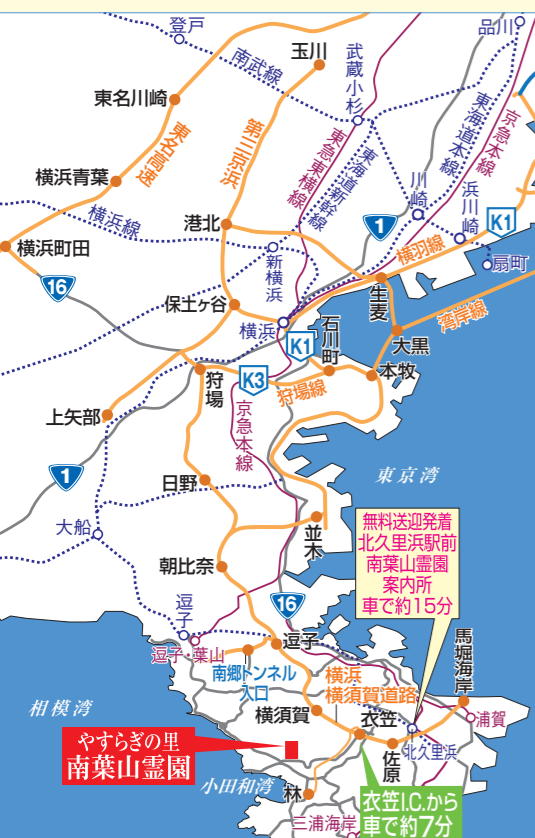 品川
登戸
玉川
武蔵小杉
南武線
東名川崎
東名高速
第三京浜
東急東横線
東海道新幹線
東海道本線
京急本線
横浜青葉
川崎
浜川崎
K1
横浜線
港北
1
横浜町田
新横浜
横羽線
扇町
16
生麦
保土ヶ谷
横浜
石川町
湾岸線
K1
大黒
狩場
K3
狩場線
本牧
上矢部
京急本線
1
日野
東京湾
大船
並木
無料送迎発着
北久里浜駅前
南葉山霊園
案内所
車で約15分
朝比奈
16
逗子
逗子
馬堀海岸
逗子・葉山
南郷トンネル
入口
横浜
横須賀道路
相模湾
横須賀
衣笠
浦賀
やすらぎの里
南葉山霊園
佐原
北久里浜
小田和湾
林
衣笠I.C.から
車で約7分
三浦海岸